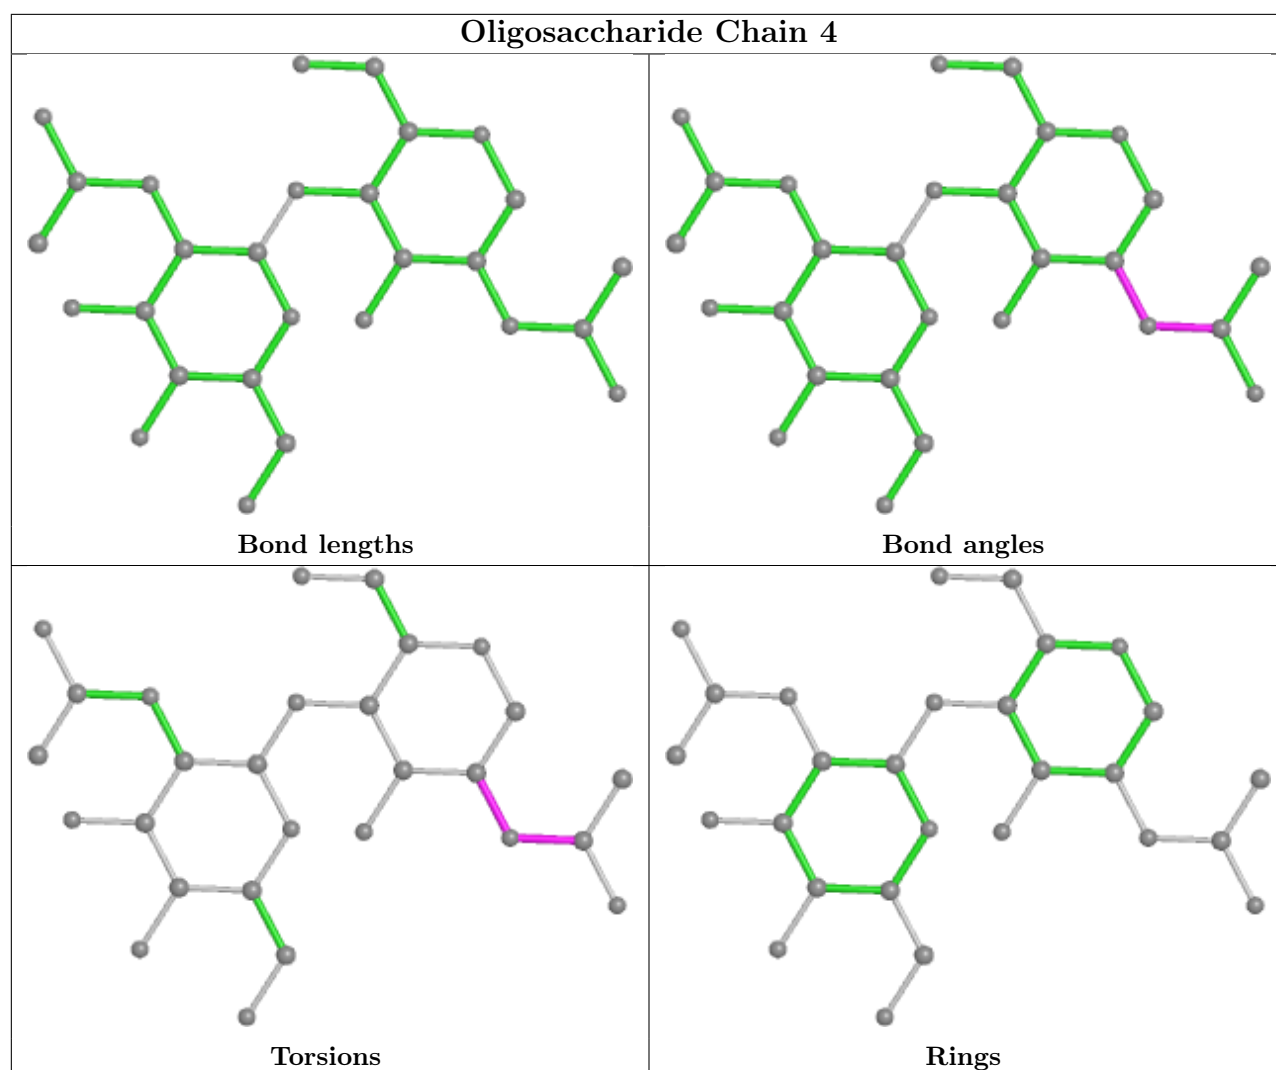 Oligosaccharide Chain 4
Bond lengths
Bond angles
Torsions
Rings